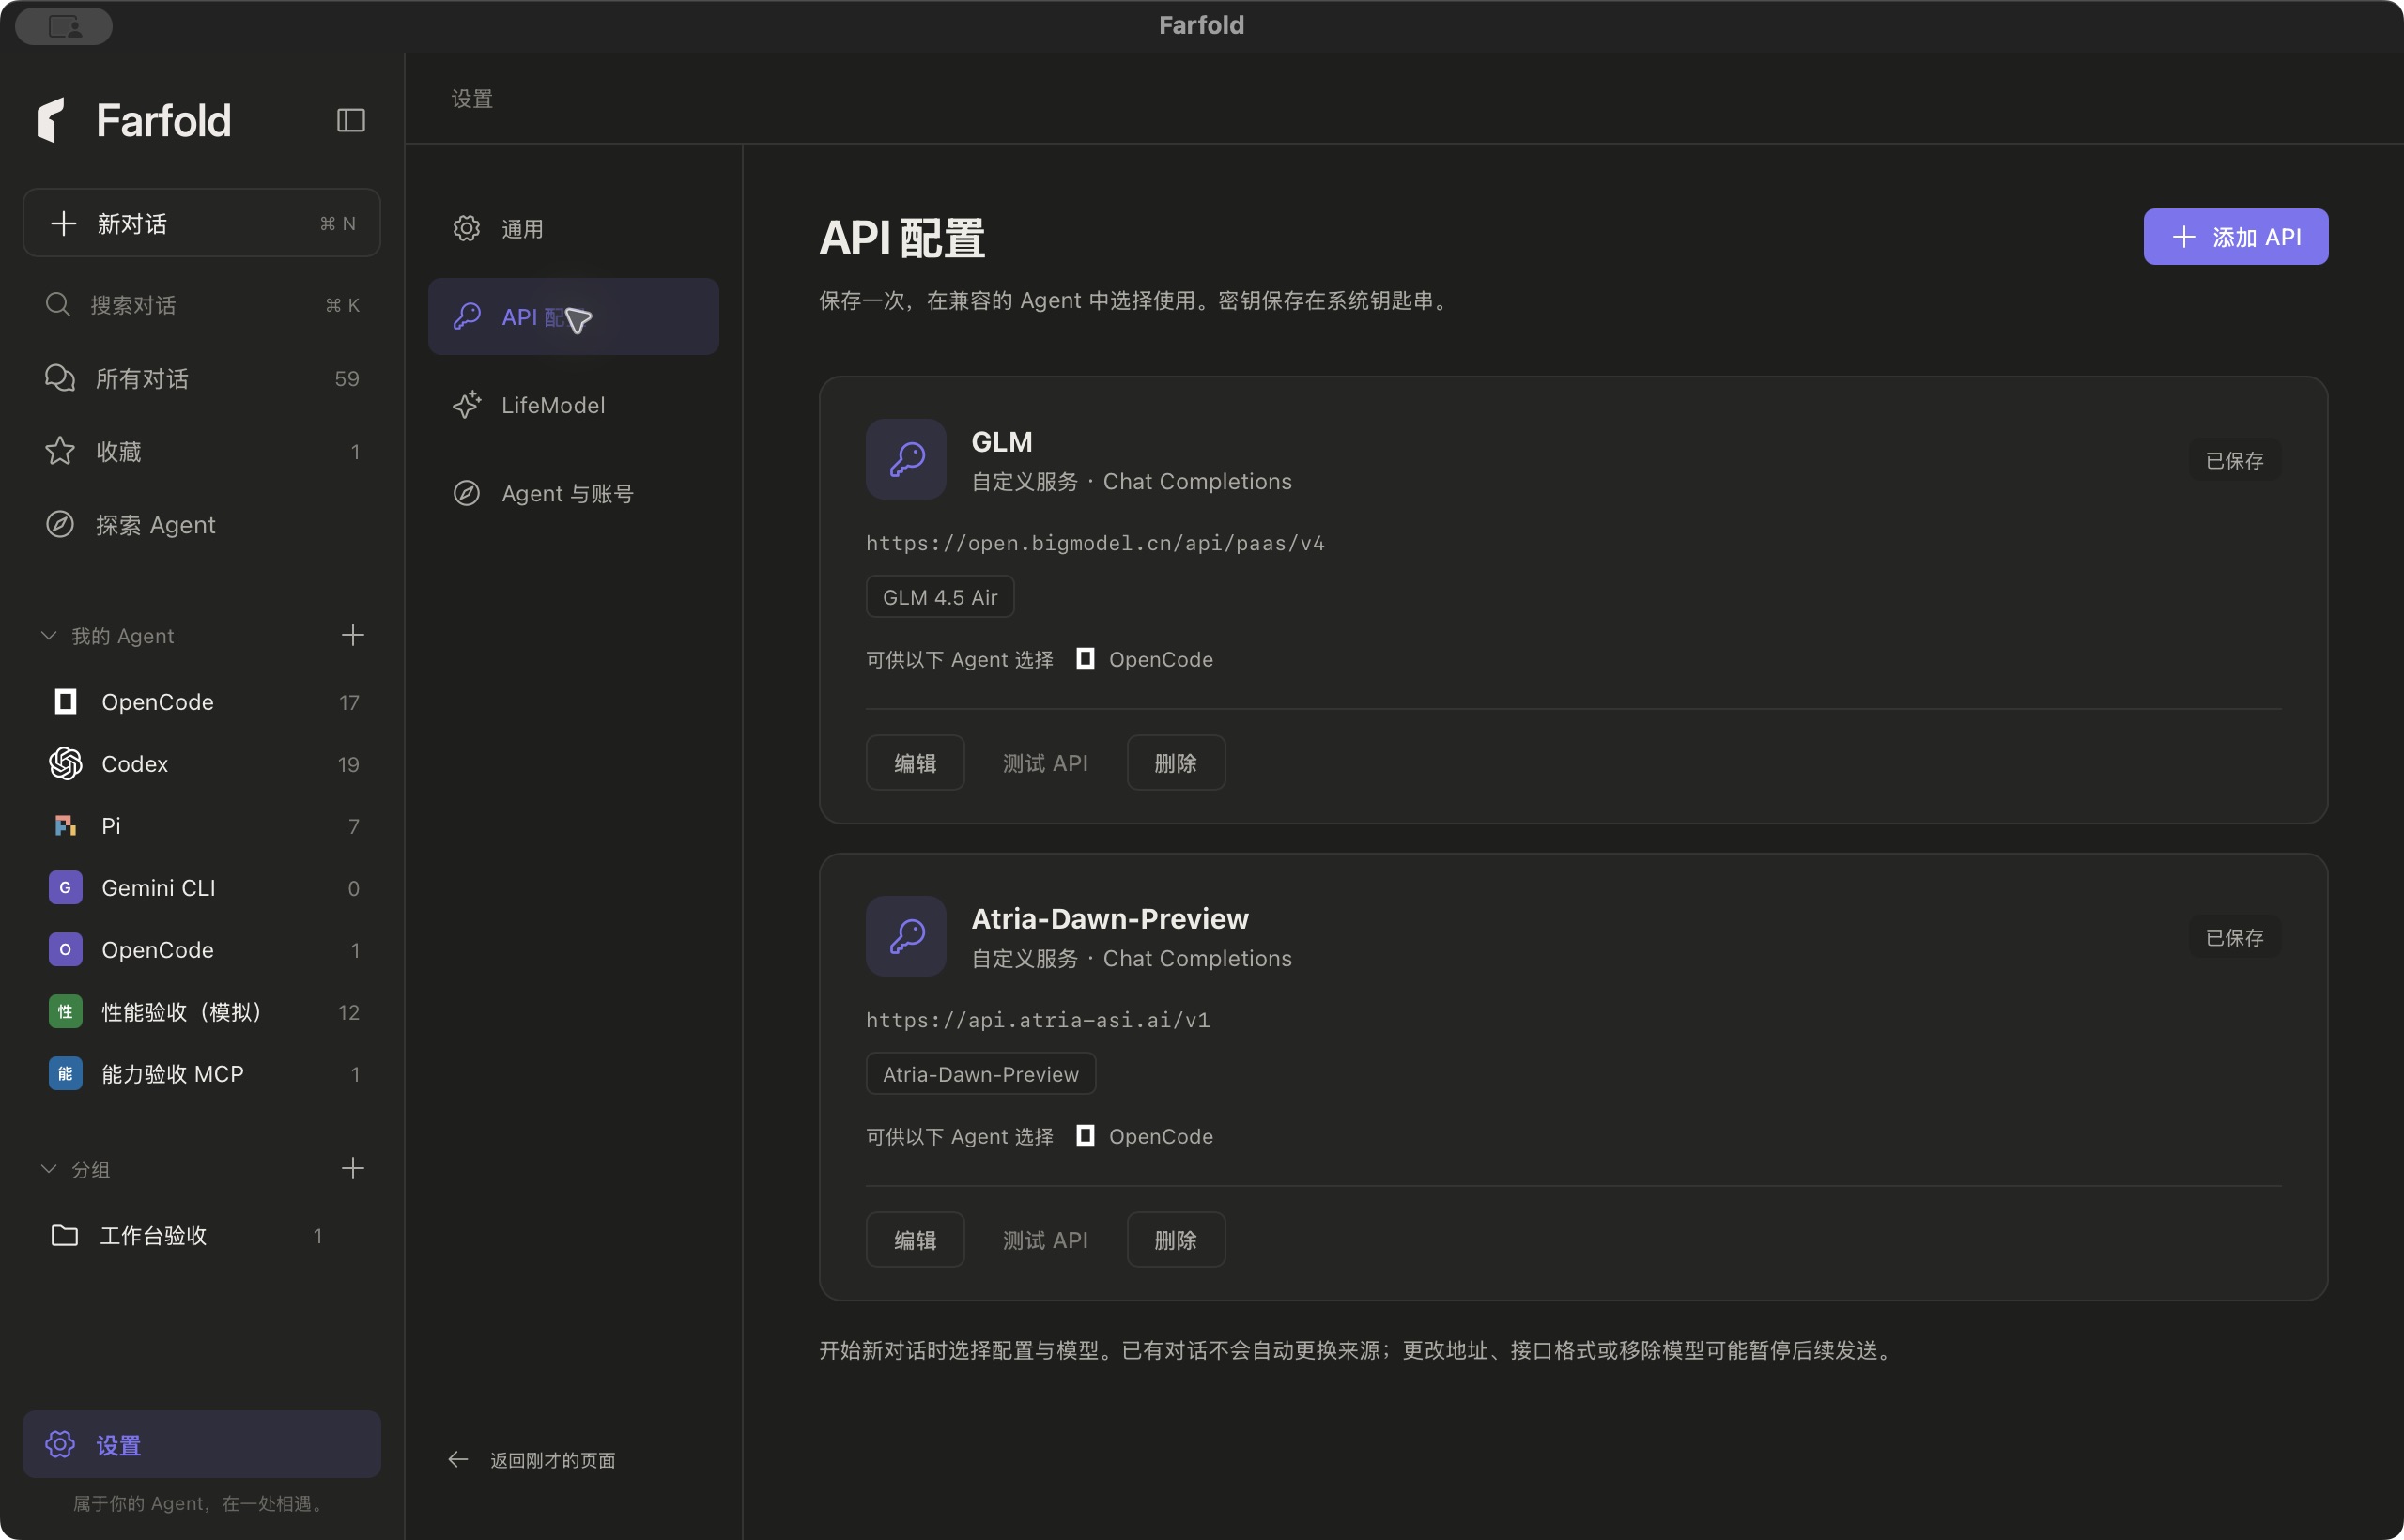 Farfold
Farfold
新对话 ⌘ N
搜索对话 ⌘ K
所有对话 59
收藏 1
探索 Agent
我的 Agent
OpenCode 17
Codex 19
Pi 7
G Gemini CLI 0
O OpenCode 1
性 性能验收（模拟） 12
能 能力验收 MCP 1
分组
工作台验收 1
设置
属于你的 Agent，在一处相遇。
设置
通用
API 配
LifeModel
Agent 与账号
返回刚才的页面
API 配置
添加 API
保存一次，在兼容的 Agent 中选择使用。密钥保存在系统钥匙串。
GLM
自定义服务 · Chat Completions
已保存
https://open.bigmodel.cn/api/paas/v4
GLM 4.5 Air
可供以下 Agent 选择 OpenCode
编辑 测试 API 删除
Atria-Dawn-Preview
自定义服务 · Chat Completions
已保存
https://api.atria-asi.ai/v1
Atria-Dawn-Preview
可供以下 Agent 选择 OpenCode
编辑 测试 API 删除
开始新对话时选择配置与模型。已有对话不会自动更换来源；更改地址、接口格式或移除模型可能暂停后续发送。